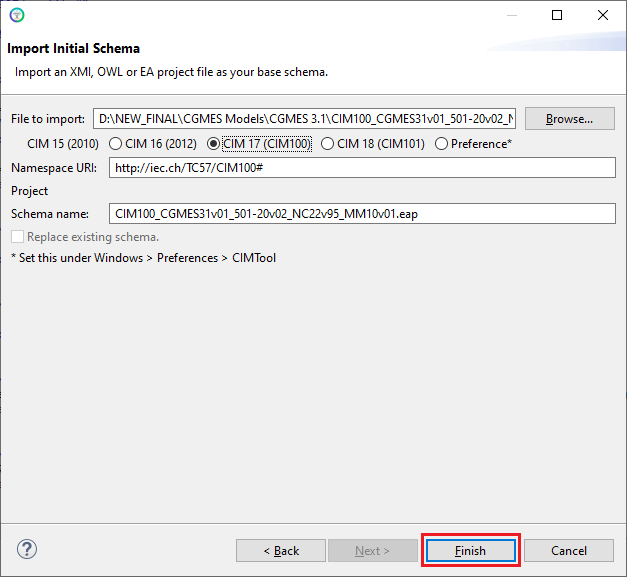 Import Initial Schema
Import an XMI, OWL or EA project file as your base schema.
File to import: D:\NEW_FINAL\CGMES Models\CGMES 3.1\CIM100_CGMES31v01_501-20v02_N Browse...
CIM 15 (2010) CIM 16 (2012) CIM 17 (CIM100) CIM 18 (CIM101) Preference*
Namespace URI: http://iec.ch/TC57/CIM100#
Project
Schema name: CIM100_CGMES31v01_501-20v02_NC22v95_MM10v01.eap
Replace existing schema.
* Set this under Windows > Preferences > CIMTool
? < Back Next > Finish Cancel